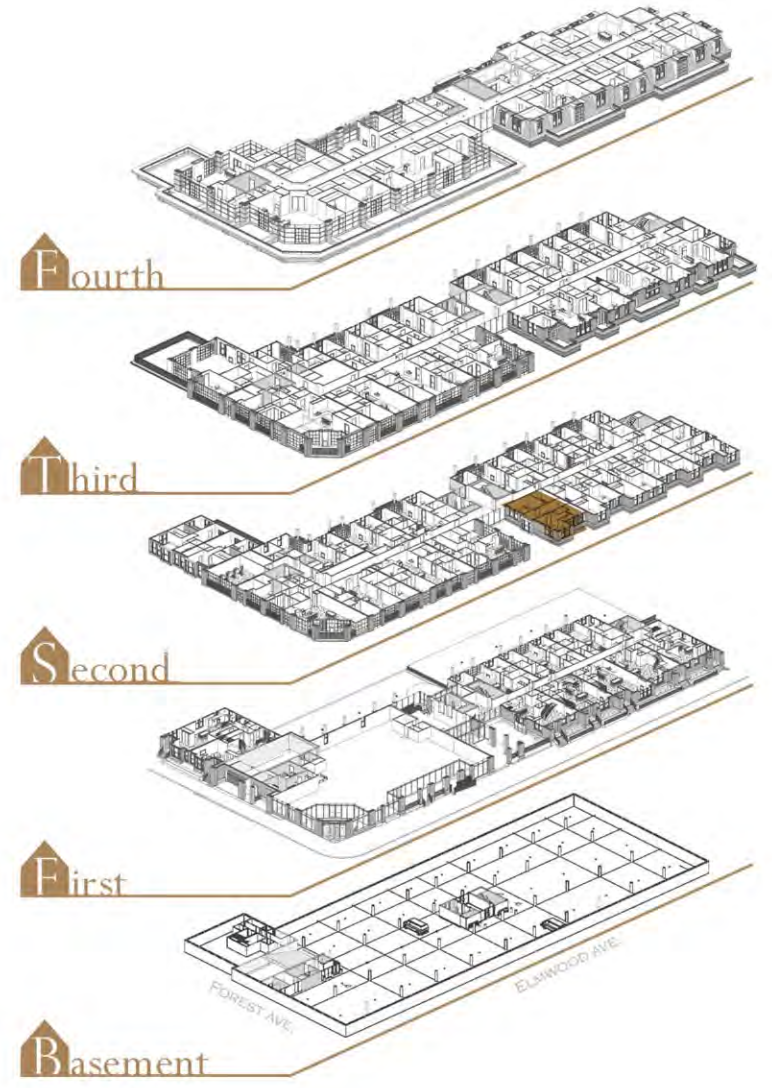 Fourth
Third
Second
First
FOREST AVE.
ELMWOOD AVE.
Basement